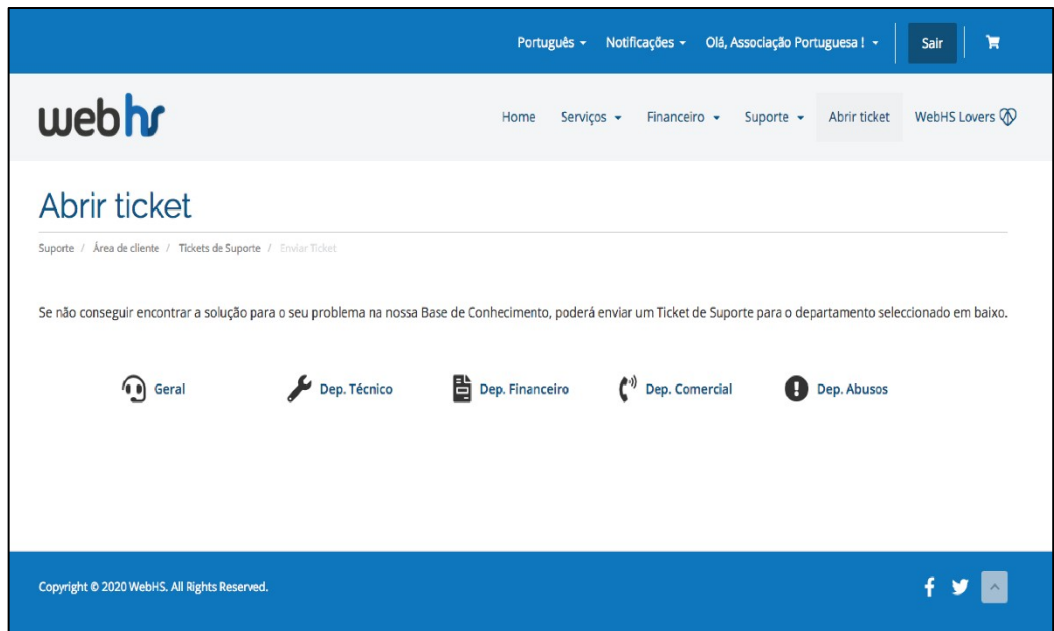 Português Notificações Olá, Associação Portuguesa ! Sair
webhs
Home Serviços Financeiro Suporte Abrir ticket WebHS Lovers
Abrir ticket
Suporte / Área de cliente / Tickets de Suporte / Enviar Ticket
Se não conseguir encontrar a solução para o seu problema na nossa Base de Conhecimento, poderá enviar um Ticket de Suporte para o departamento seleccionado em baixo.
Geral Dep. Técnico Dep. Financeiro Dep. Comercial Dep. Abusos
Copyright © 2020 WebHS. All Rights Reserved.